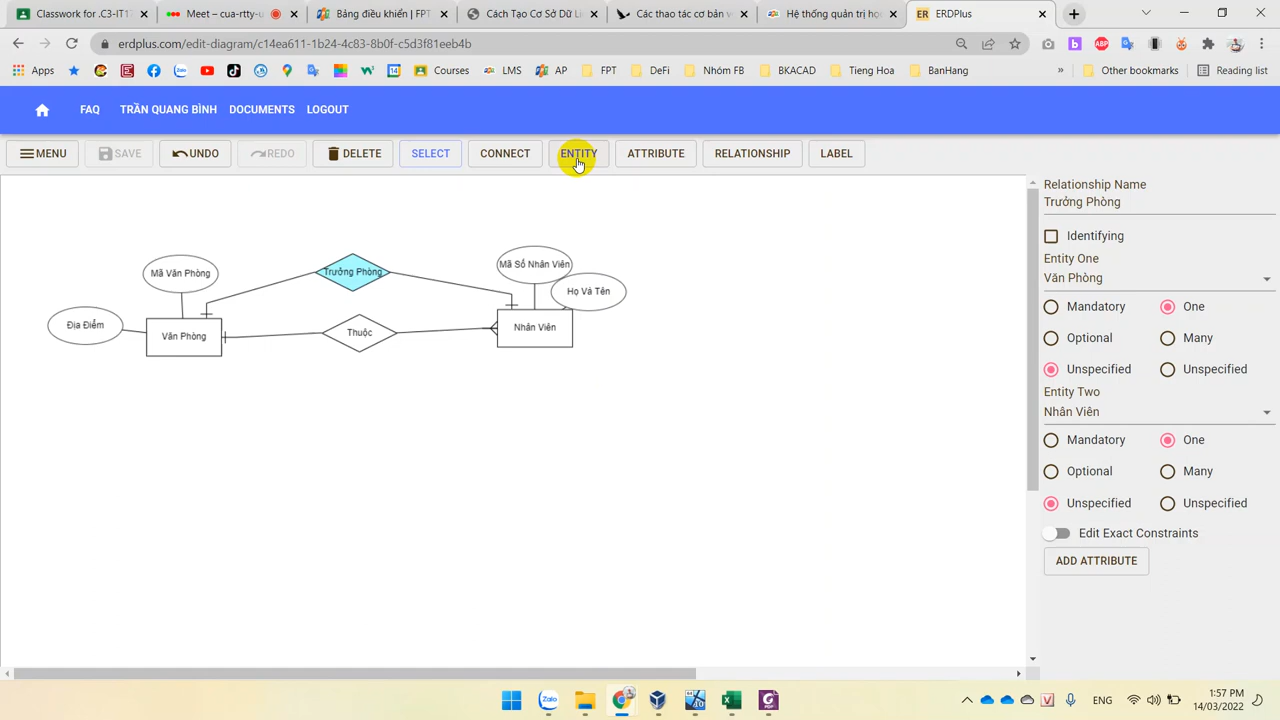 Classwork for .C3-IT1
Meet – cua-rtty-u
Bảng điều khiển | FPT
Cách Tạo Cơ Sở Dữ Li
Các thao tác cơ bản v
Hệ thống quản trị họ
ER ERDPlus
erdplus.com/edit-diagram/c14ea611-1b24-4c83-8b0f-c5d3f81eeb4b
Apps
Courses
LMS
AP
FPT
DeFi
Nhóm FB
BKACAD
Tieng Hoa
BanHang
»
Other bookmarks
Reading list
FAQ
TRẦN QUANG BÌNH
DOCUMENTS
LOGOUT
MENU
SAVE
UNDO
REDO
DELETE
SELECT
CONNECT
ENTITY
ATTRIBUTE
RELATIONSHIP
LABEL
Mã Văn Phòng
Địa Điểm
Văn Phòng
Trưởng Phòng
Thuộc
Mã Số Nhân Viên
Họ Và Tên
Nhân Viên
Relationship Name
Trưởng Phòng
Identifying
Entity One
Văn Phòng
Mandatory One
Optional Many
Unspecified Unspecified
Entity Two
Nhân Viên
Mandatory One
Optional Many
Unspecified Unspecified
Edit Exact Constraints
ADD ATTRIBUTE
ENG
1:57 PM
14/03/2022